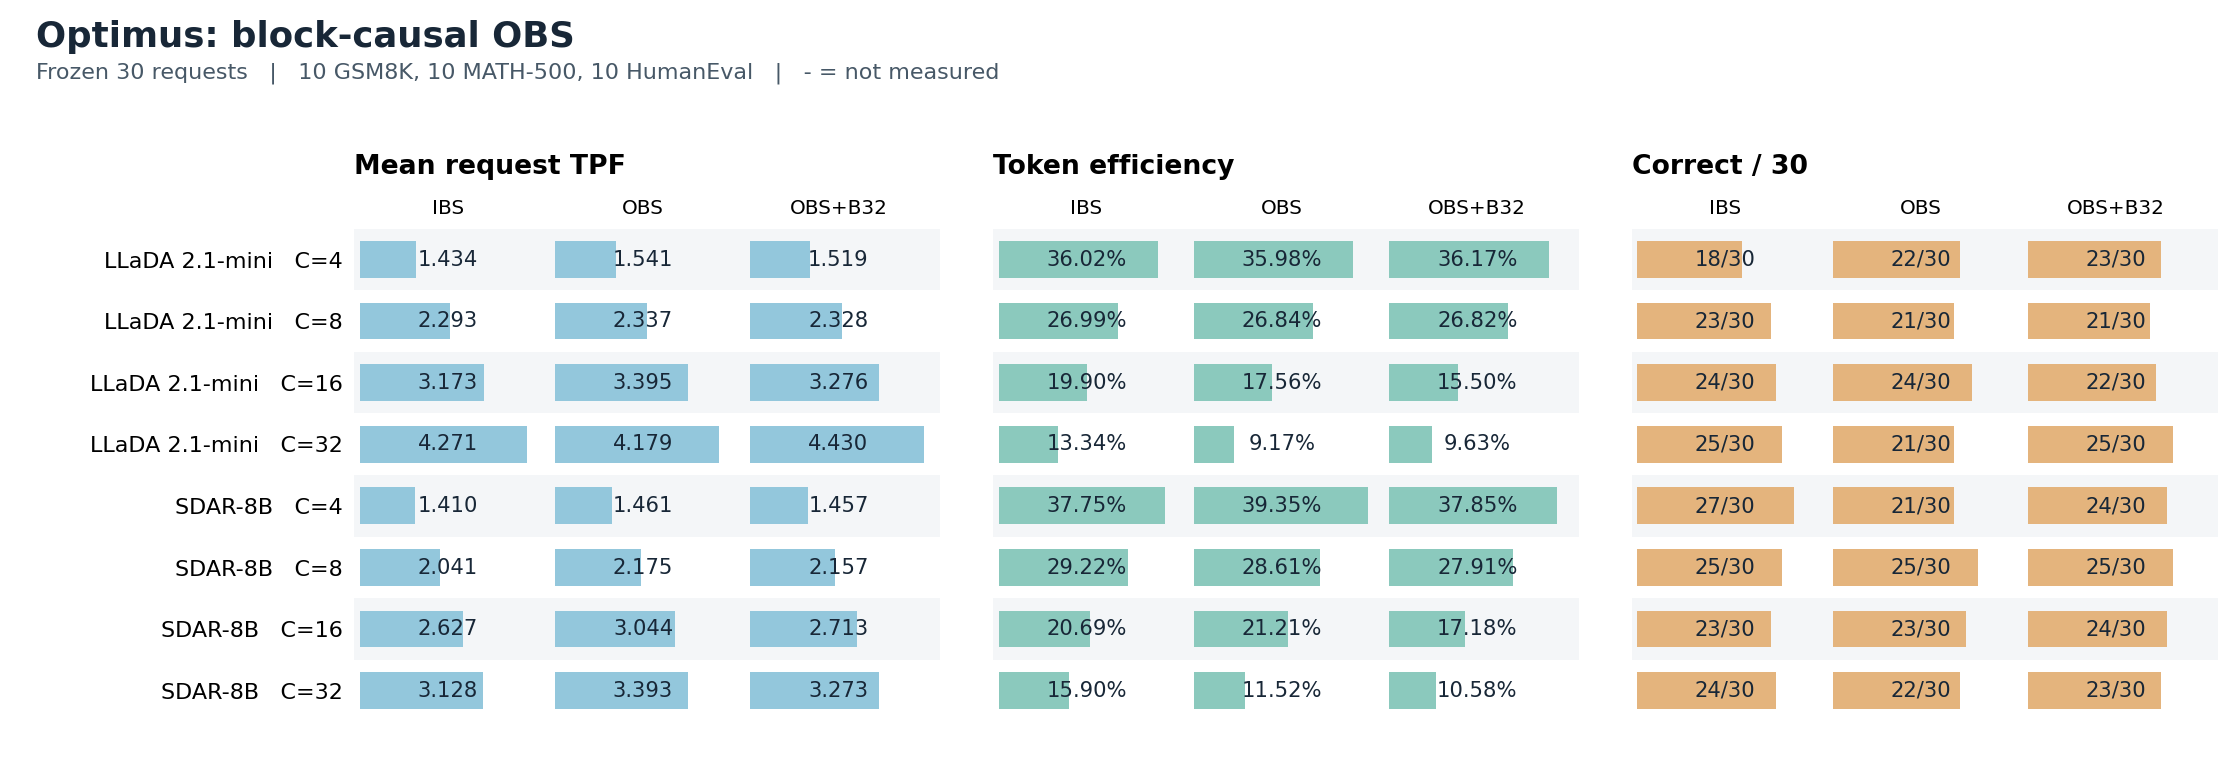 Optimus: block-causal OBS
Frozen 30 requests | 10 GSM8K, 10 MATH-500, 10 HumanEval | - = not measured
Mean request TPF Token efficiency Correct / 30
IBS OBS OBS+B32 IBS OBS OBS+B32 IBS OBS OBS+B32
LLaDA 2.1-mini C=4 1.434 1.541 1.519 36.02% 35.98% 36.17% 18/30 22/30 23/30
LLaDA 2.1-mini C=8 2.293 2.337 2.328 26.99% 26.84% 26.82% 23/30 21/30 21/30
LLaDA 2.1-mini C=16 3.173 3.395 3.276 19.90% 17.56% 15.50% 24/30 24/30 22/30
LLaDA 2.1-mini C=32 4.271 4.179 4.430 13.34% 9.17% 9.63% 25/30 21/30 25/30
SDAR-8B C=4 1.410 1.461 1.457 37.75% 39.35% 37.85% 27/30 21/30 24/30
SDAR-8B C=8 2.041 2.175 2.157 29.22% 28.61% 27.91% 25/30 25/30 25/30
SDAR-8B C=16 2.627 3.044 2.713 20.69% 21.21% 17.18% 23/30 23/30 24/30
SDAR-8B C=32 3.128 3.393 3.273 15.90% 11.52% 10.58% 24/30 22/30 23/30